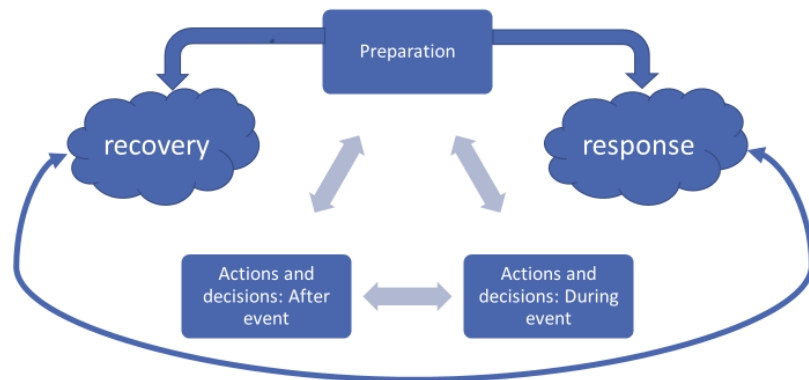 Preparation
recovery
response
Actions and
decisions: After
event
Actions and
decisions: During
event